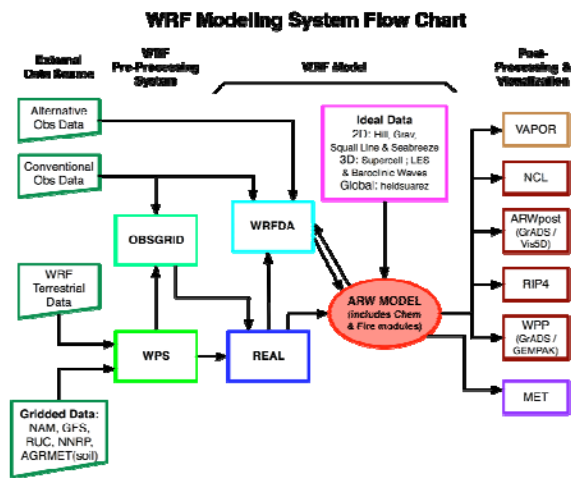 WRF Modeling System Flow Chart
External
Data Source
WRF
Pre-Processing
System
WRF Model
Post-
Processing &
Visualization
Alternative
Obs Data
Conventional
Obs Data
WRF
Terrestrial
Data
Gridded Data:
NAM, GFS,
RUC, NNRP,
AGRMET(soil)
OBSGRID
WPS
WRFDA
REAL
Ideal Data
2D: Hill, Grav,
Squall Line & Seabreeze
3D: Supercell ; LES
& Baroclinic Waves
Global: heldsuarez
ARW MODEL
(includes Chem
& Fire modules)
VAPOR
NCL
ARWpost
(GrADS /
Vis5D)
RIP4
WPP
(GrADS /
GEMPAK)
MET